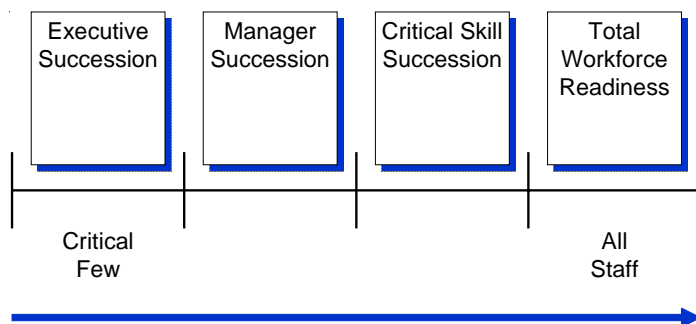 Executive
Succession
Manager
Succession
Critical Skill
Succession
Total
Workforce
Readiness
Critical
Few
All
Staff